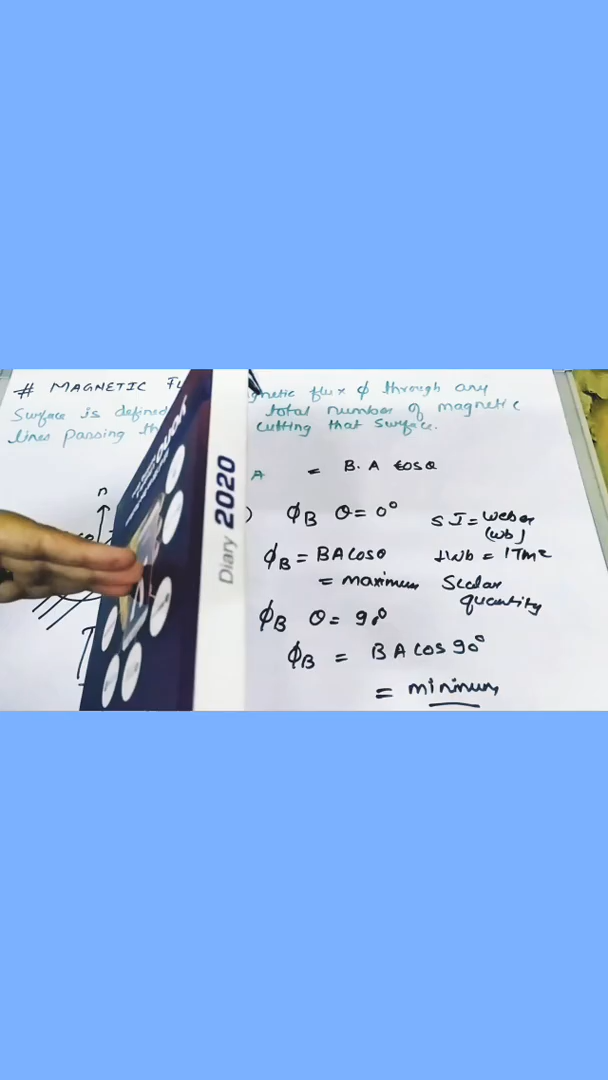 # MAGNETIC
gnetic flux ϕ through any
Surface is defined
total number of magnetic
lines passing
cutting that surface.
n
A
= B. A cosθ
) ϕB θ= 0°
SI = weber
(wb)
ϕB = BA cosθ
1Wb = 1Tm²
= maximum
Scalar
quantity
ϕB θ= 90°
ϕB = BA cos 90°
= minimum
Diary 2020